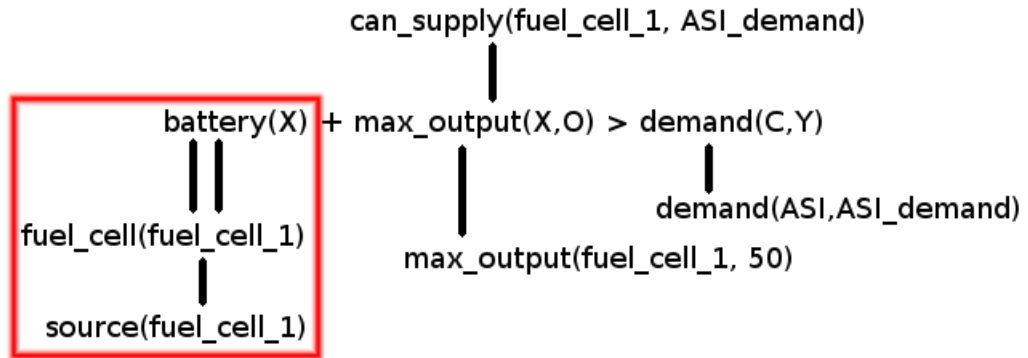 can_supply(fuel_cell_1, ASI_demand)
battery(X) + max_output(X,O) > demand(C,Y)
demand(ASI,ASI_demand)
fuel_cell(fuel_cell_1)
max_output(fuel_cell_1, 50)
source(fuel_cell_1)